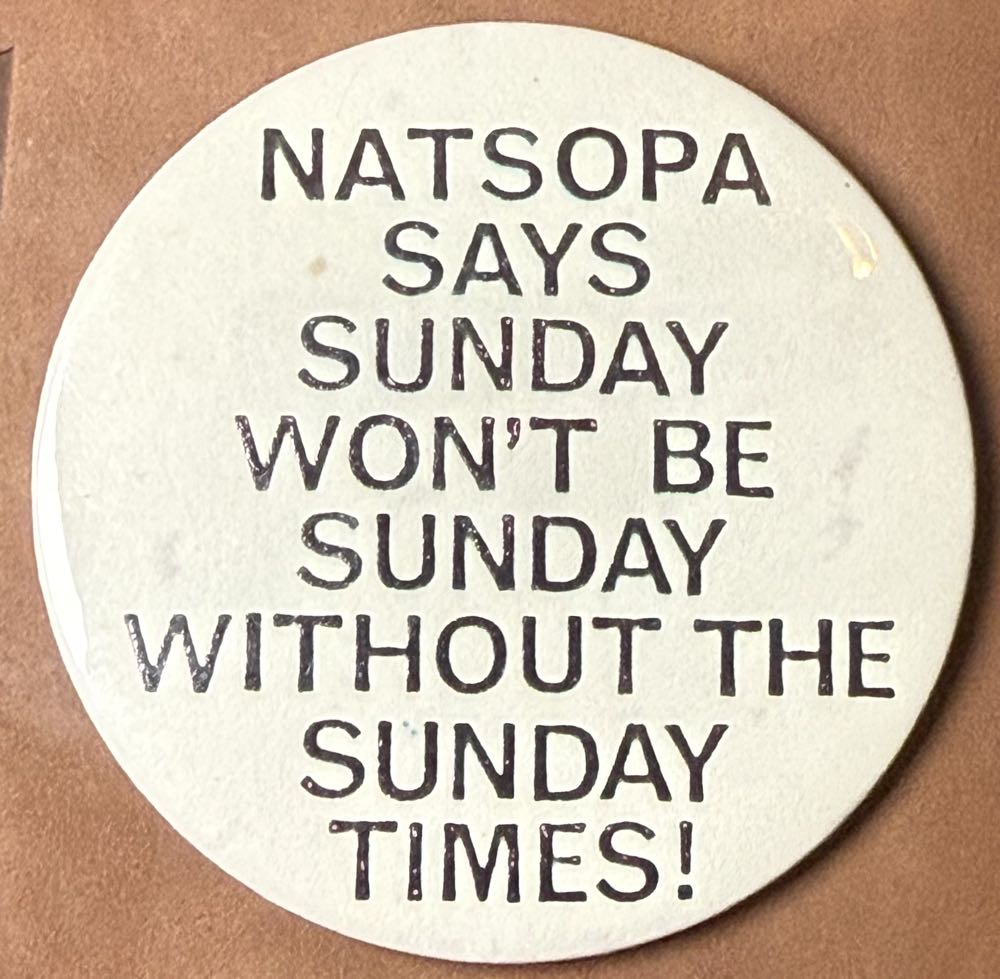 NATSOPA
SAYS
SUNDAY
WON'T BE
SUNDAY
WITHOUT THE
SUNDAY
TIMES!